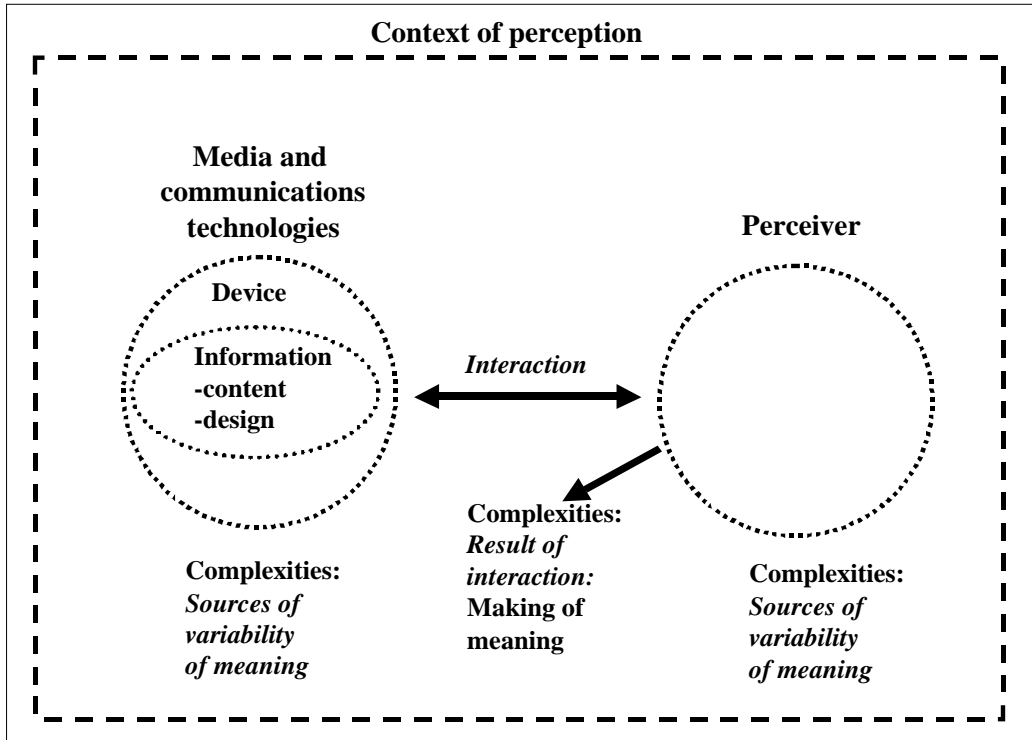 Context of perception
Media and
communications
technologies
Device
Information
-content
-design
Complexities:
Sources of
variability
of meaning
Interaction
Complexities:
Result of
interaction:
Making of
meaning
Perceiver
Complexities:
Sources of
variability
of meaning